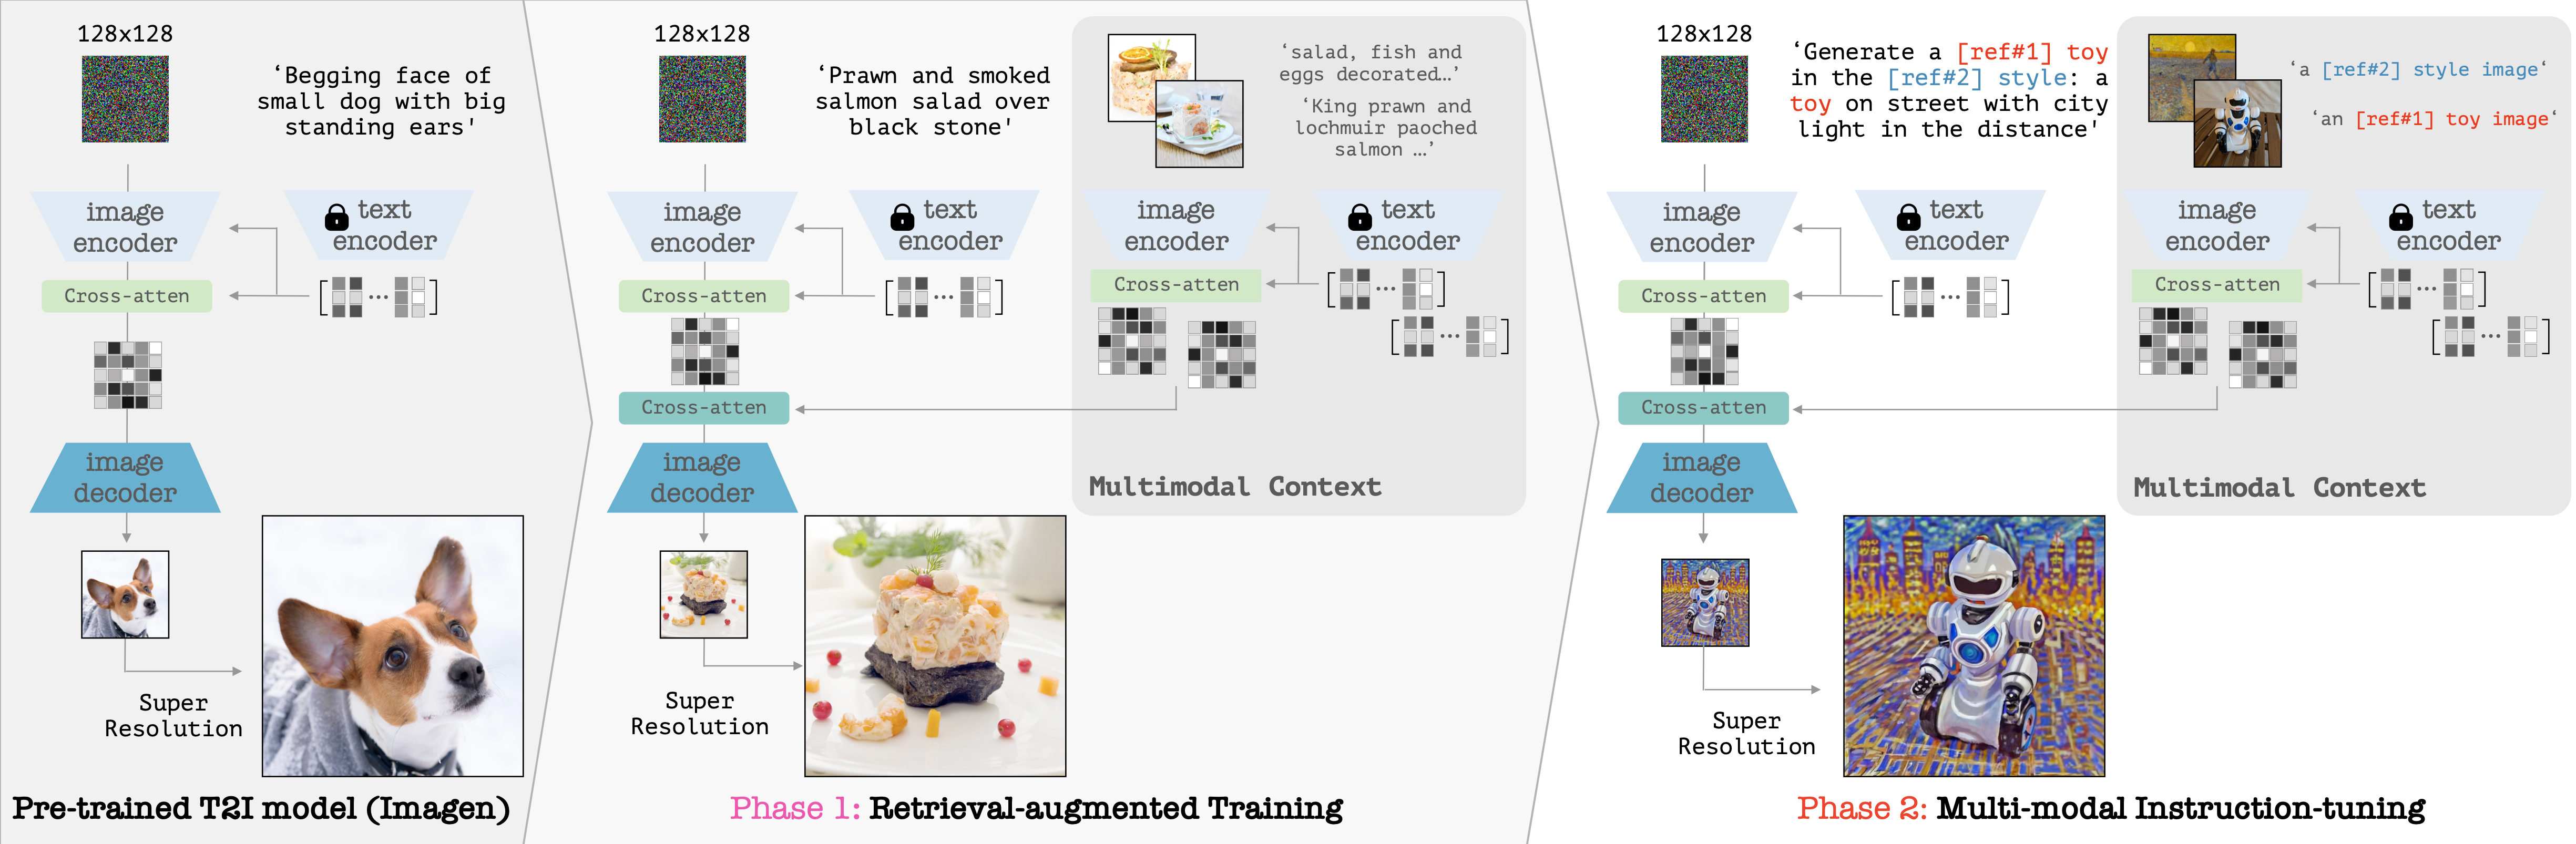 128x128
‘Begging face of
small dog with big
standing ears'
image
encoder
text
encoder
Cross-atten
image
decoder
Super
Resolution
Pre-trained T2I model (Imagen)
128x128
‘Prawn and smoked
salmon salad over
black stone'
image
encoder
text
encoder
Cross-atten
Cross-atten
image
decoder
Super
Resolution
‘salad, fish and
eggs decorated…’
‘King prawn and
lochmuir paoched
salmon …’
image
encoder
text
encoder
Cross-atten
Multimodal Context
Phase 1: Retrieval-augmented Training
128x128
‘Generate a [ref#1] toy
in the [ref#2] style: a
toy on street with city
light in the distance'
image
encoder
text
encoder
Cross-atten
Cross-atten
image
decoder
Super
Resolution
‘a [ref#2] style image‘
‘an [ref#1] toy image‘
image
encoder
text
encoder
Cross-atten
Multimodal Context
Phase 2: Multi-modal Instruction-tuning